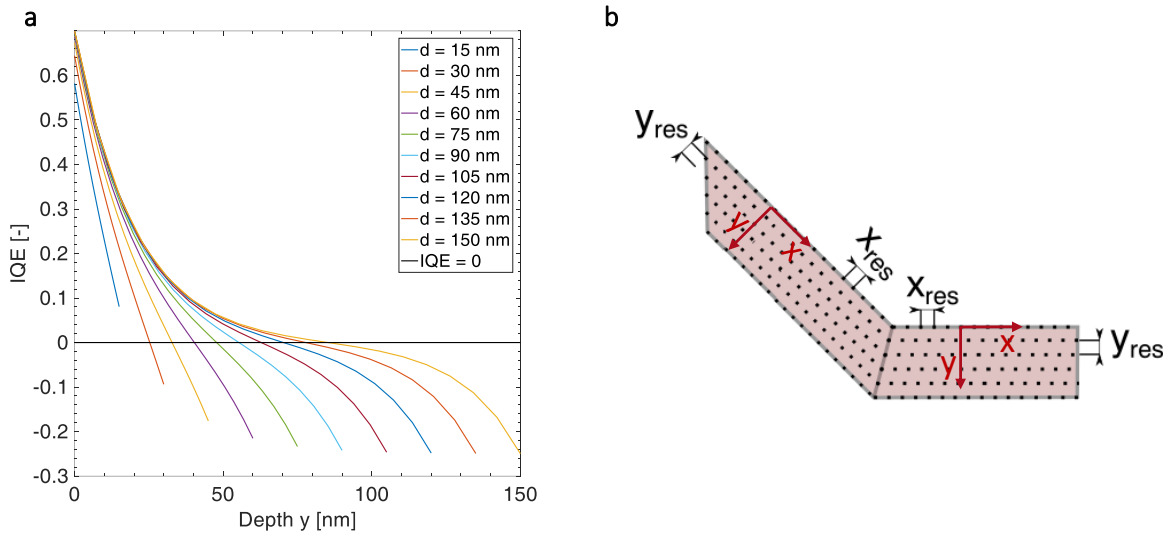 a
0.6
0.5
0.4
0.3
0.2
0.1
0
-0.1
-0.2
-0.3
IQE [-]
0
50
100
150
Depth y [nm]
d = 15 nm
d = 30 nm
d = 45 nm
d = 60 nm
d = 75 nm
d = 90 nm
d = 105 nm
d = 120 nm
d = 135 nm
d = 150 nm
IQE = 0
b
yres
y
x
xres
xres
x
y
yres